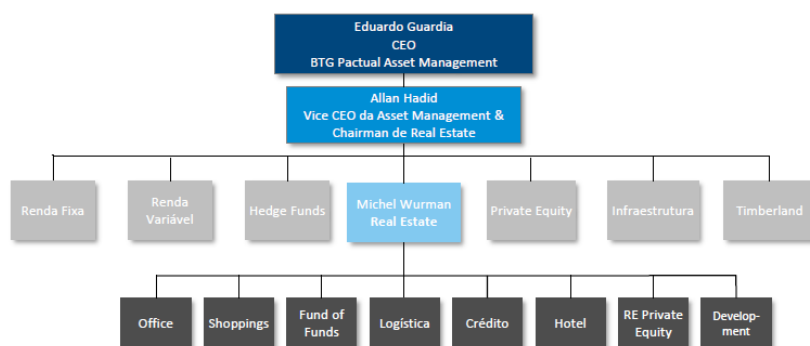 Eduardo Guardia
CEO
BTG Pactual Asset Management
Allan Hadid
Vice CEO da Asset Management &
Chairman de Real Estate
Renda Fixa
Renda
Variável
Hedge Funds
Michel Wurman
Real Estate
Private Equity
Infraestrutura
Timberland
Office
Shoppings
Fund of
Funds
Logística
Crédito
Hotel
RE Private
Equity
Develop-
ment